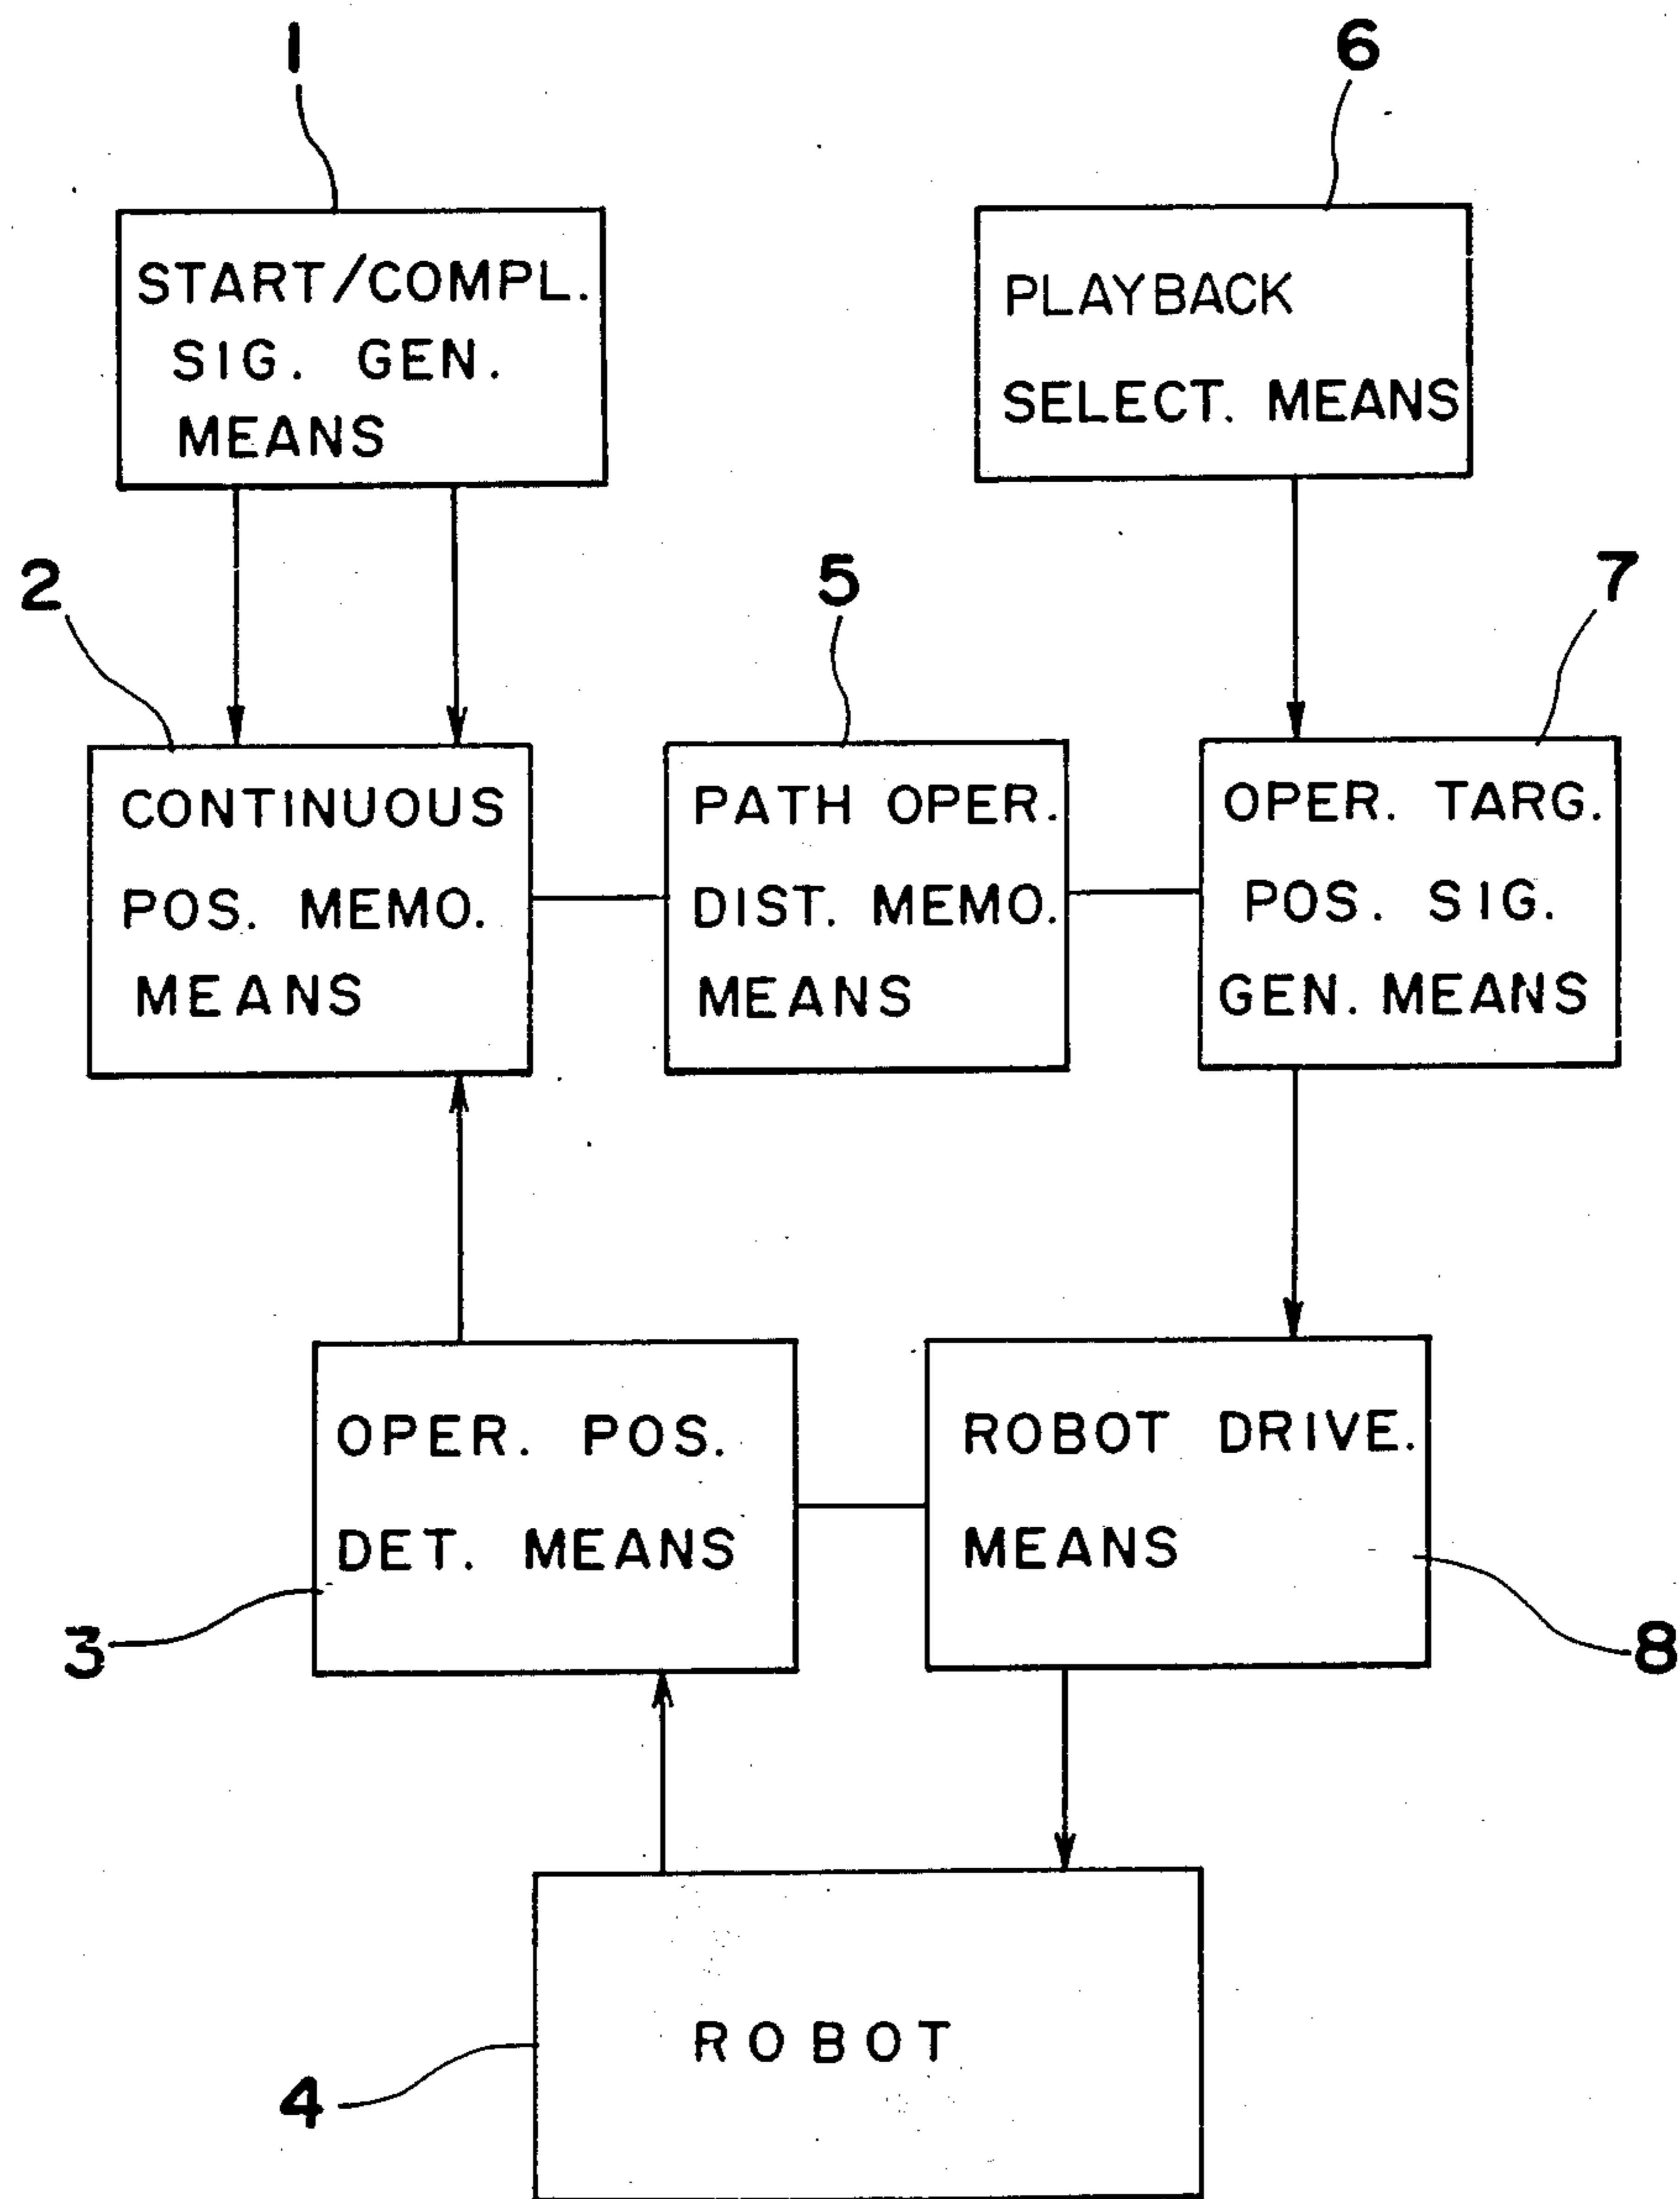 1
START/COMPL.
SIG. GEN.
MEANS
6
PLAYBACK
SELECT. MEANS
2
CONTINUOUS
POS. MEMO.
MEANS
5
PATH OPER.
DIST. MEMO.
MEANS
7
OPER. TARG.
POS. SIG.
GEN. MEANS
OPER. POS.
DET. MEANS
3
ROBOT DRIVE.
MEANS
8
ROBOT
4